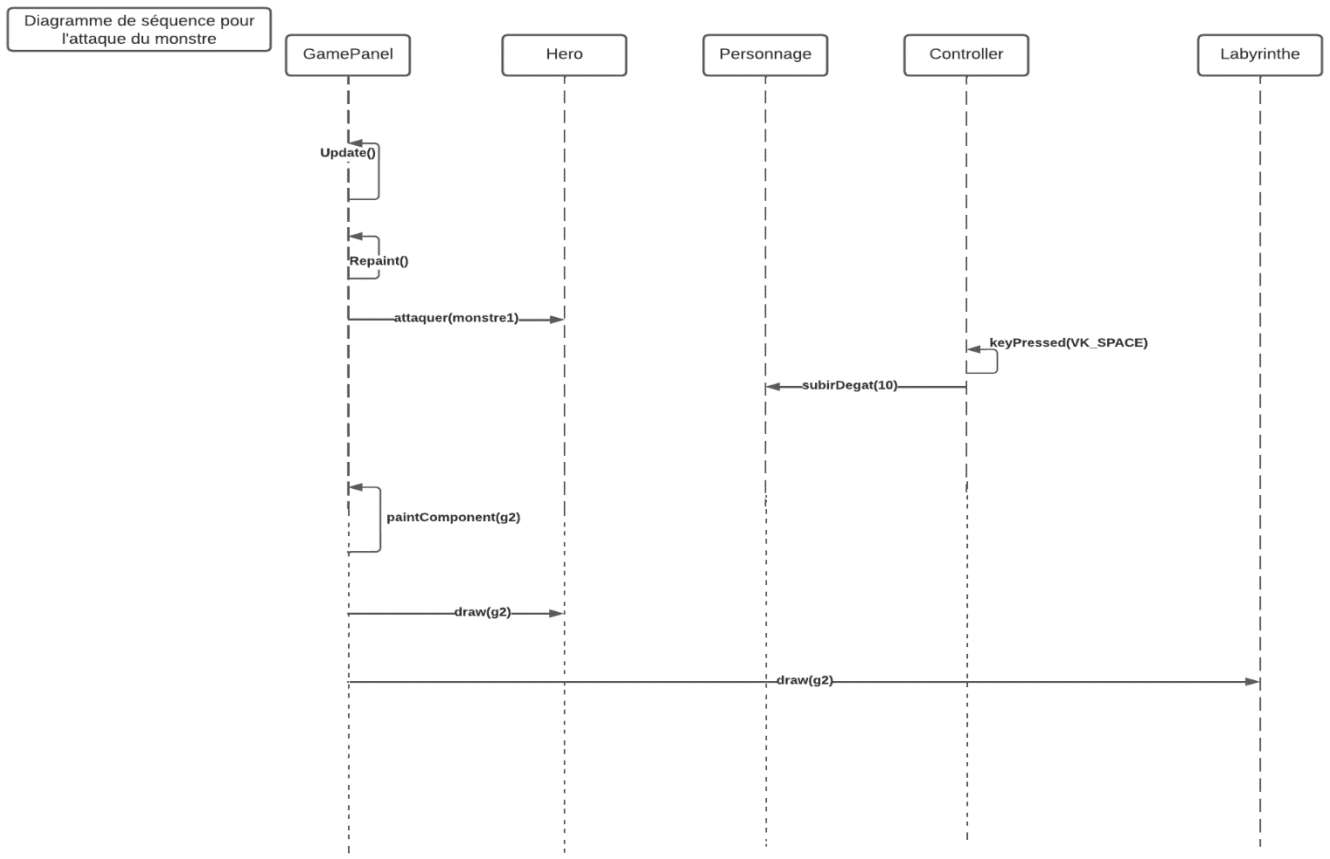 Diagramme de séquence pour
l'attaque du monstre
GamePanel
Hero
Personnage
Controller
Labyrinthe
Update()
Repaint()
attaquer(monstre1)
keyPressed(VK_SPACE)
subirDegat(10)
paintComponent(g2)
draw(g2)
draw(g2)